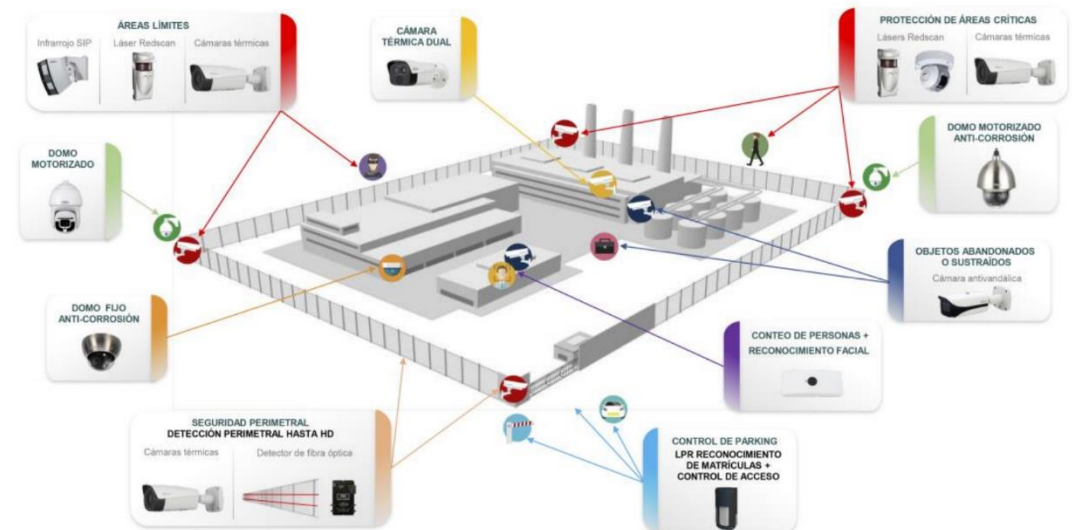 ÁREAS LÍMITES
Infrarrojo SIP
Láser Redscan
Cámaras térmicas
CÁMARA
TÉRMICA DUAL
PROTECCIÓN DE ÁREAS CRÍTICAS
Lásers Redscan
Cámaras térmicas
DOMO
MOTORIZADO
DOMO MOTORIZADO
ANTI-CORROSIÓN
OBJETOS ABANDONADOS
O SUSTRAÍDOS
Cámara antivandálica
DOMO FIJO
ANTI-CORROSIÓN
CONTEO DE PERSONAS +
RECONOCIMIENTO FACIAL
SEGURIDAD PERIMETRAL
DETECCIÓN PERIMETRAL HASTA HD
Cámaras térmicas
Detector de fibra óptica
CONTROL DE PARKING
LPR RECONOCIMIENTO
DE MATRÍCULAS +
CONTROL DE ACCESO